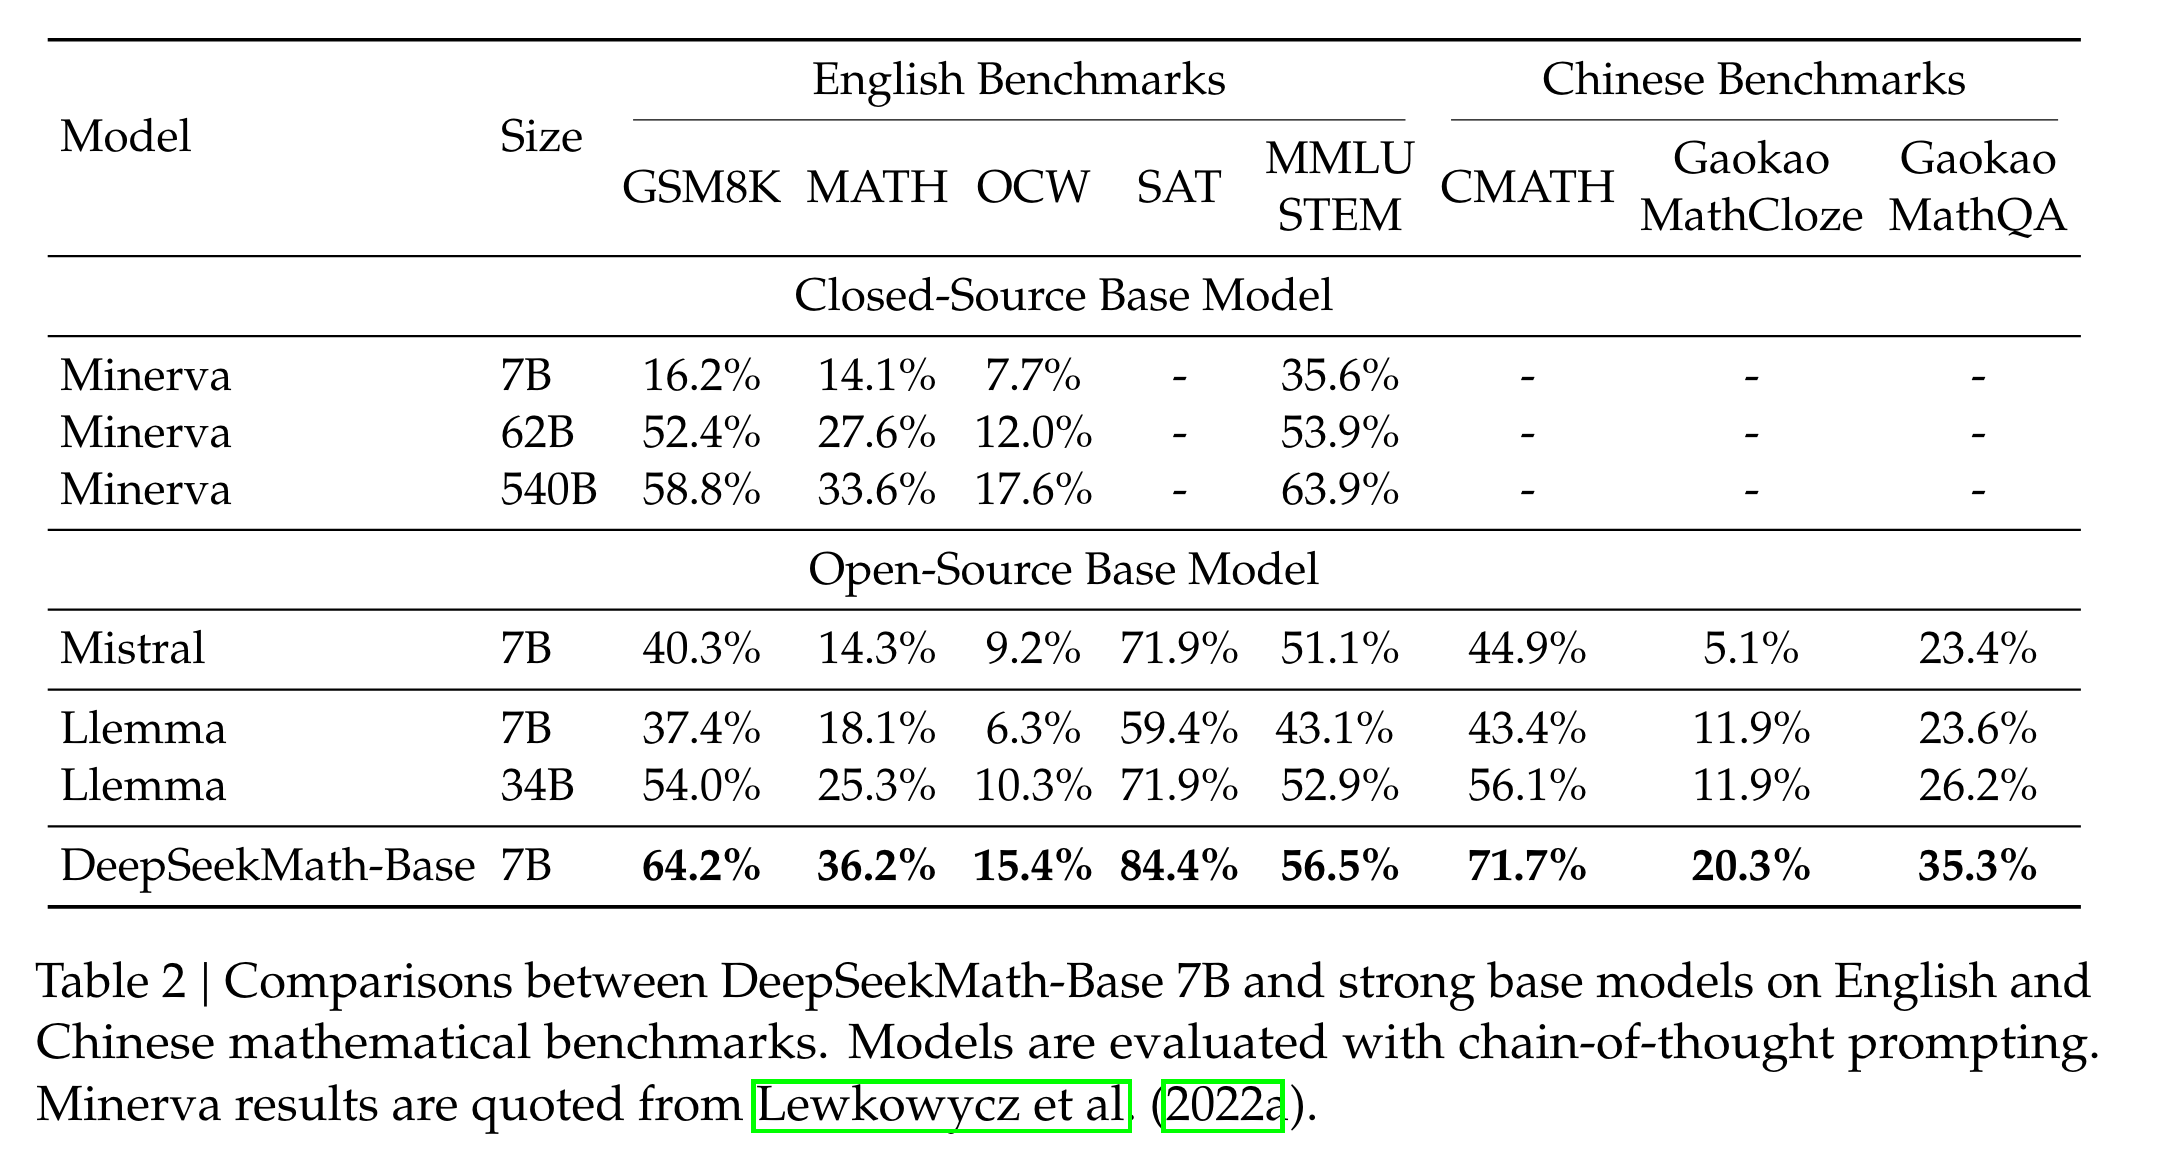 English Benchmarks Chinese Benchmarks
Model Size
GSM8K MATH OCW SAT MMLU STEM CMATH Gaokao MathCloze Gaokao MathQA
Closed-Source Base Model
Minerva 7B 16.2% 14.1% 7.7% - 35.6% - - -
Minerva 62B 52.4% 27.6% 12.0% - 53.9% - - -
Minerva 540B 58.8% 33.6% 17.6% - 63.9% - - -
Open-Source Base Model
Mistral 7B 40.3% 14.3% 9.2% 71.9% 51.1% 44.9% 5.1% 23.4%
Llemma 7B 37.4% 18.1% 6.3% 59.4% 43.1% 43.4% 11.9% 23.6%
Llemma 34B 54.0% 25.3% 10.3% 71.9% 52.9% 56.1% 11.9% 26.2%
DeepSeekMath-Base 7B 64.2% 36.2% 15.4% 84.4% 56.5% 71.7% 20.3% 35.3%
Table 2 | Comparisons between DeepSeekMath-Base 7B and strong base models on English and
Chinese mathematical benchmarks. Models are evaluated with chain-of-thought prompting.
Minerva results are quoted from Lewkowycz et al. (2022a).